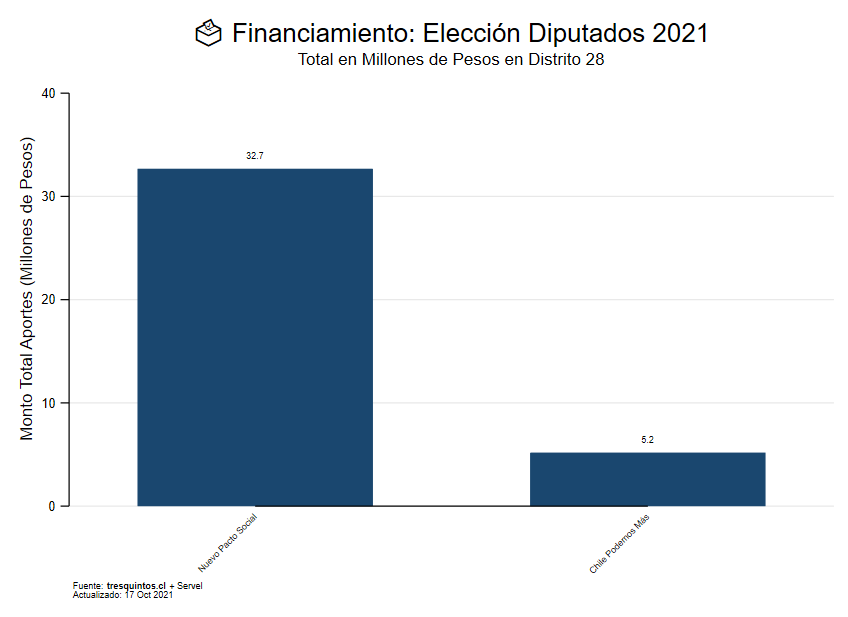 Financiamiento: Elección Diputados 2021
Total en Millones de Pesos en Distrito 28
Monto Total Aportes (Millones de Pesos)
40
30
20
10
0
32.7
5.2
Nuevo Pacto Social
Chile Podemos Más
Fuente: tresquintos.cl + Servel
Actualizado: 17 Oct 2021